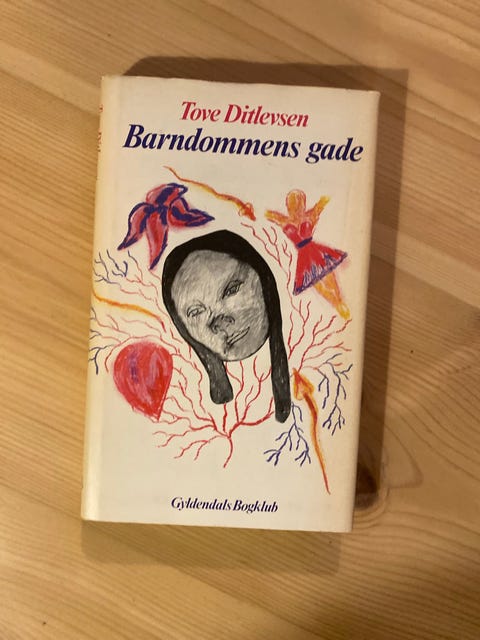 Tove Ditlevsen
Barndommens gade
Gyldendals Bogklub